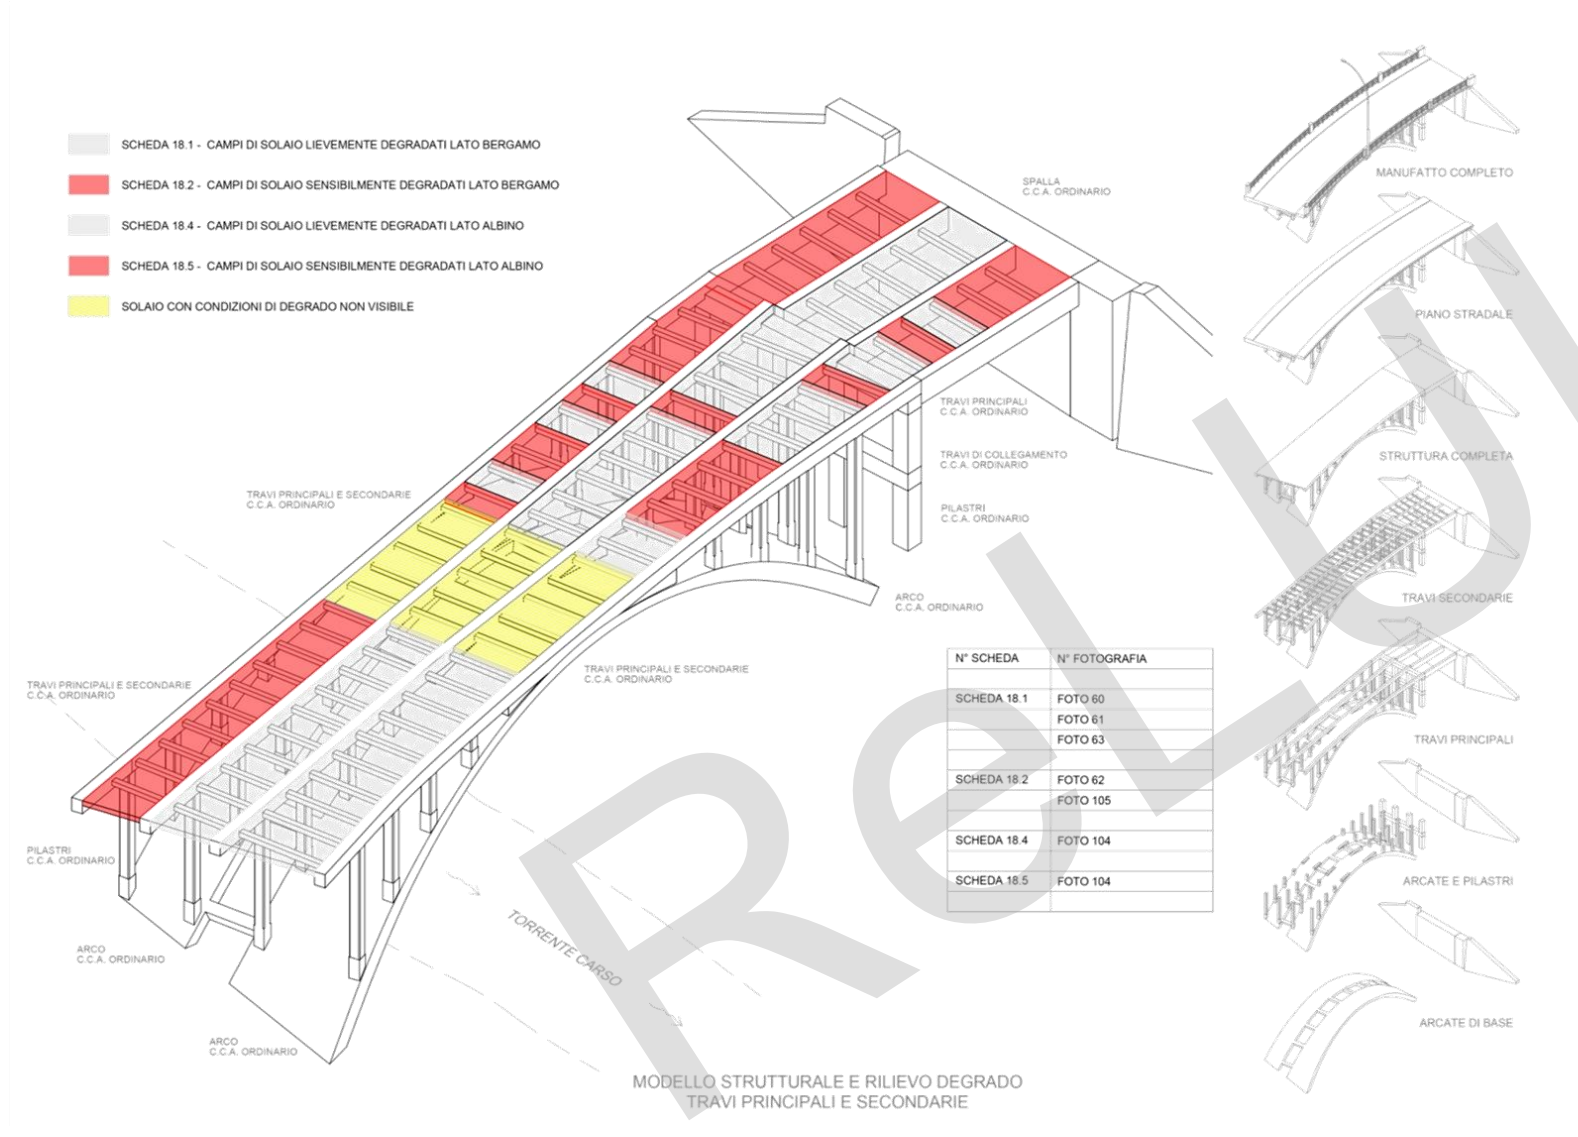 SCHEDA 18.1 - CAMPI DI SOLAIO LIEVEMENTE DEGRADATI LATO BERGAMO
SCHEDA 18.2 - CAMPI DI SOLAIO SENSIBILMENTE DEGRADATI LATO BERGAMO
SCHEDA 18.4 - CAMPI DI SOLAIO LIEVEMENTE DEGRADATI LATO ALBINO
SCHEDA 18.5 - CAMPI DI SOLAIO SENSIBILMENTE DEGRADATI LATO ALBINO
SOLAIO CON CONDIZIONI DI DEGRADO NON VISIBILE
SPALLA
C.C.A. ORDINARIO
TRAVI PRINCIPALI
C.C.A. ORDINARIO
TRAVI DI COLLEGAMENTO
C.C.A. ORDINARIO
PILASTRI
C.C.A. ORDINARIO
ARCO
C.C.A. ORDINARIO
TRAVI PRINCIPALI E SECONDARIE
C.C.A. ORDINARIO
TRAVI PRINCIPALI E SECONDARIE
C.C.A. ORDINARIO
TRAVI PRINCIPALI E SECONDARIE
C.C.A. ORDINARIO
PILASTRI
C.C.A. ORDINARIO
ARCO
C.C.A. ORDINARIO
ARCO
C.C.A. ORDINARIO
TORRENTE CARSO
N° SCHEDA N° FOTOGRAFIA
SCHEDA 18.1 FOTO 60
FOTO 61
FOTO 63
SCHEDA 18.2 FOTO 62
FOTO 105
SCHEDA 18.4 FOTO 104
SCHEDA 18.5 FOTO 104
MANUFATTO COMPLETO
PIANO STRADALE
STRUTTURA COMPLETA
TRAVI SECONDARIE
TRAVI PRINCIPALI
ARCATE E PILASTRI
ARCATE DI BASE
MODELLO STRUTTURALE E RILIEVO DEGRADO
TRAVI PRINCIPALI E SECONDARIE
ReLU